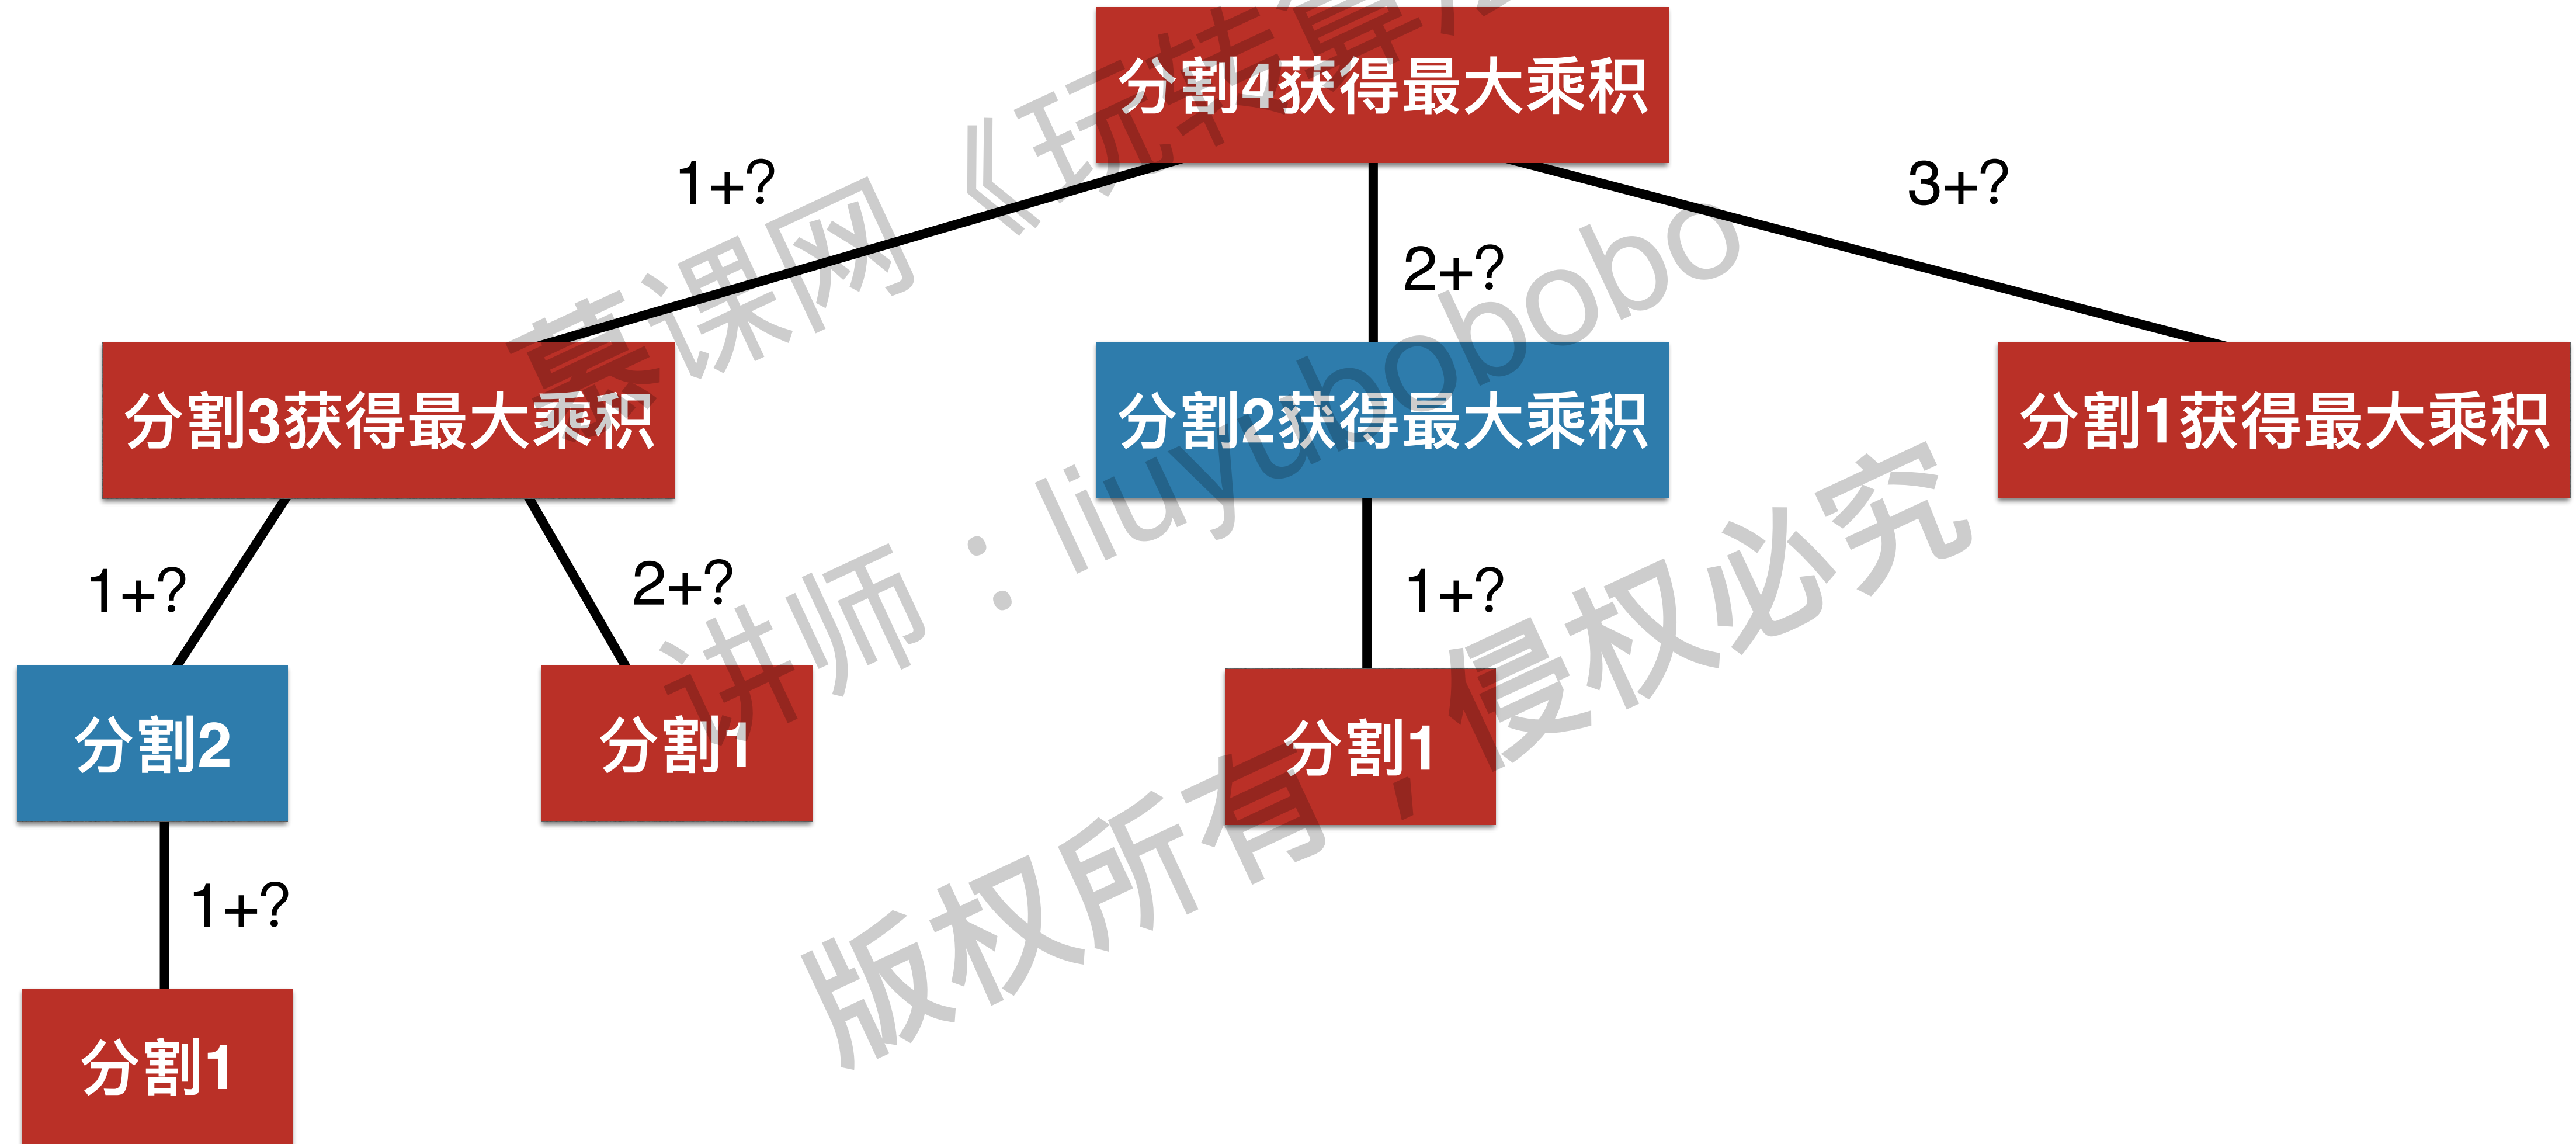 分割4获得最大乘积
1+?
2+?
3+?
分割3获得最大乘积
分割2获得最大乘积
分割1获得最大乘积
1+?
2+?
1+?
分割2
分割1
分割1
1+?
分割1
慕课网《玩转算法
讲师：liuyubobobo
版权所有，侵权必究